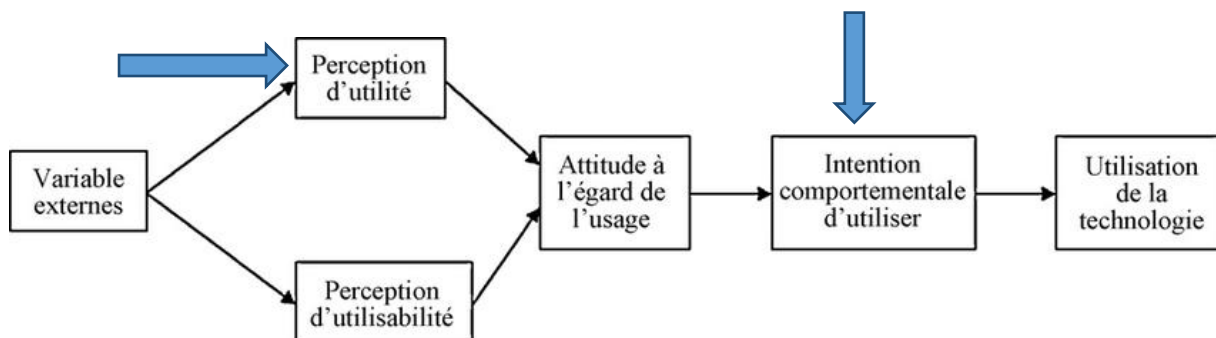 Perception
d'utilité
Variable
externes
Perception
d'utilisabilité
Attitude à
l'égard de
l'usage
Intention
comportementale
d'utiliser
Utilisation
de la
technologie